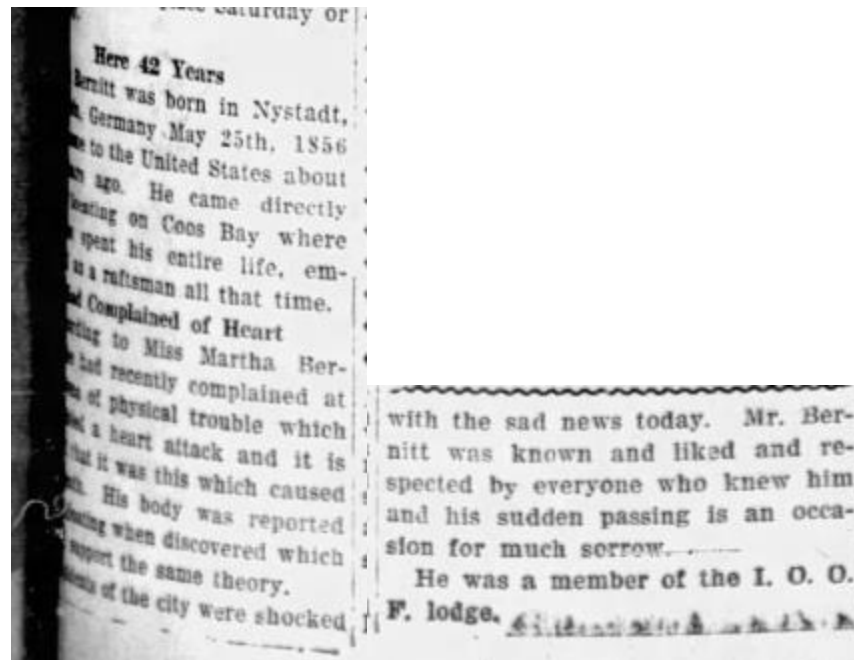 Saturday or
Here 42 Years
Bernitt was born in Nystadt,
Germany May 25th, 1856
to the United States about
ago. He came directly
on Coos Bay where
spent his entire life, em-
as a raftsman all that time.
Complained of Heart
to Miss Martha Ber-
had recently complained at
of physical trouble which
a heart attack and it is
that it was this which caused
His body was reported
when discovered which
support the same theory.
of the city were shocked
with the sad news today. Mr. Ber-
nitt was known and liked and re-
spected by everyone who knew him
and his sudden passing is an occa-
sion for much sorrow.
He was a member of the I. O. O.
F. lodge.